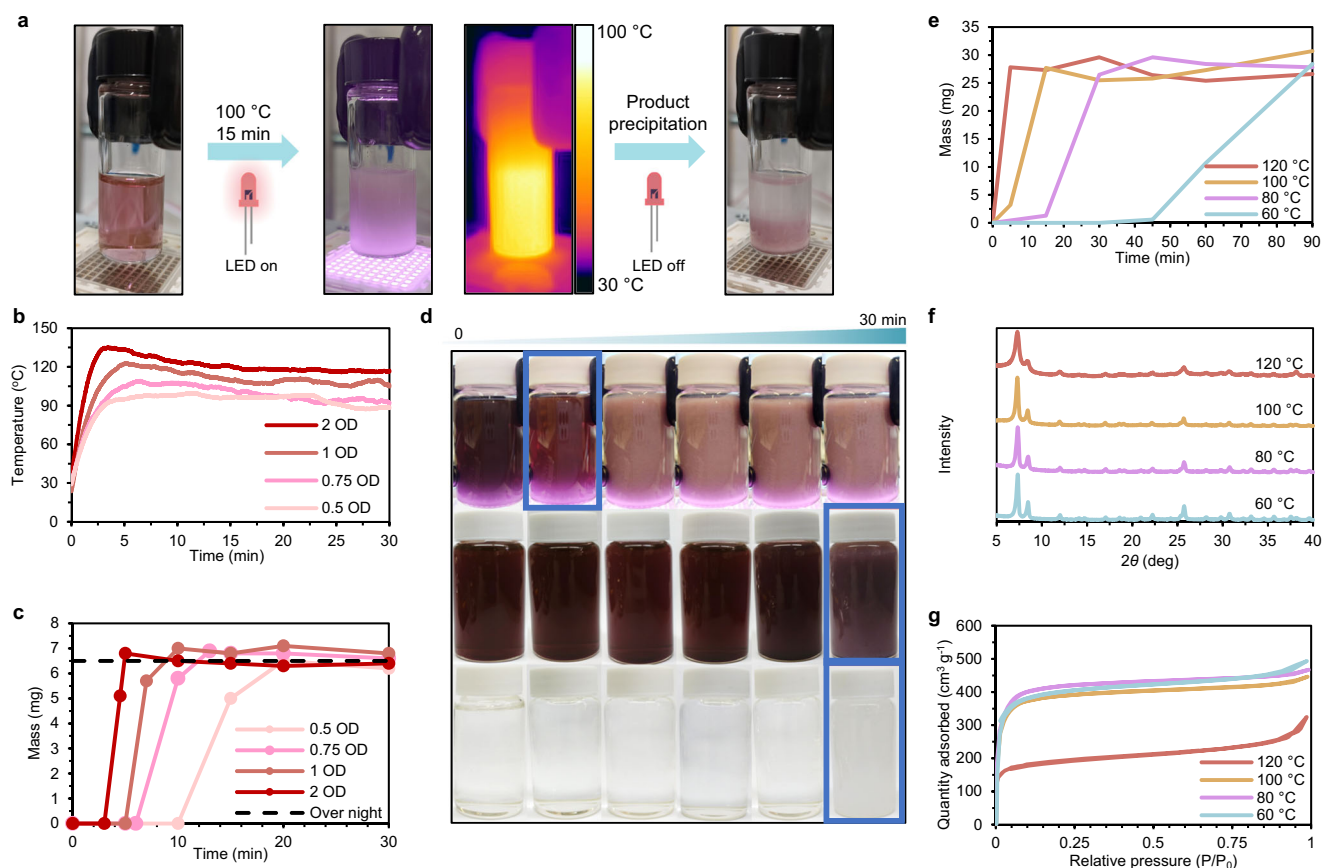 a
100 °C
15 min
LED on
100 °C
30 °C
Product
precipitation
LED off
b
Temperature (°C)
150
120
90
60
30
0
2 OD
1 OD
0.75 OD
0.5 OD
0 5 10 15 20 25 30
Time (min)
c
Mass (mg)
8
7
6
5
4
3
2
1
0
0.5 OD
0.75 OD
1 OD
2 OD
Over night
0 10 20 30
Time (min)
d
0
30 min
e
Mass (mg)
35
30
25
20
15
10
5
0
120 °C
100 °C
80 °C
60 °C
0 10 20 30 40 50 60 70 80 90
Time (min)
f
Intensity
120 °C
100 °C
80 °C
60 °C
5 10 15 20 25 30 35 40
2θ (deg)
g
Quantity adsorbed (cm³ g⁻¹)
600
500
400
300
200
100
0
120 °C
100 °C
80 °C
60 °C
0 0.25 0.5 0.75 1
Relative pressure (P/P₀)